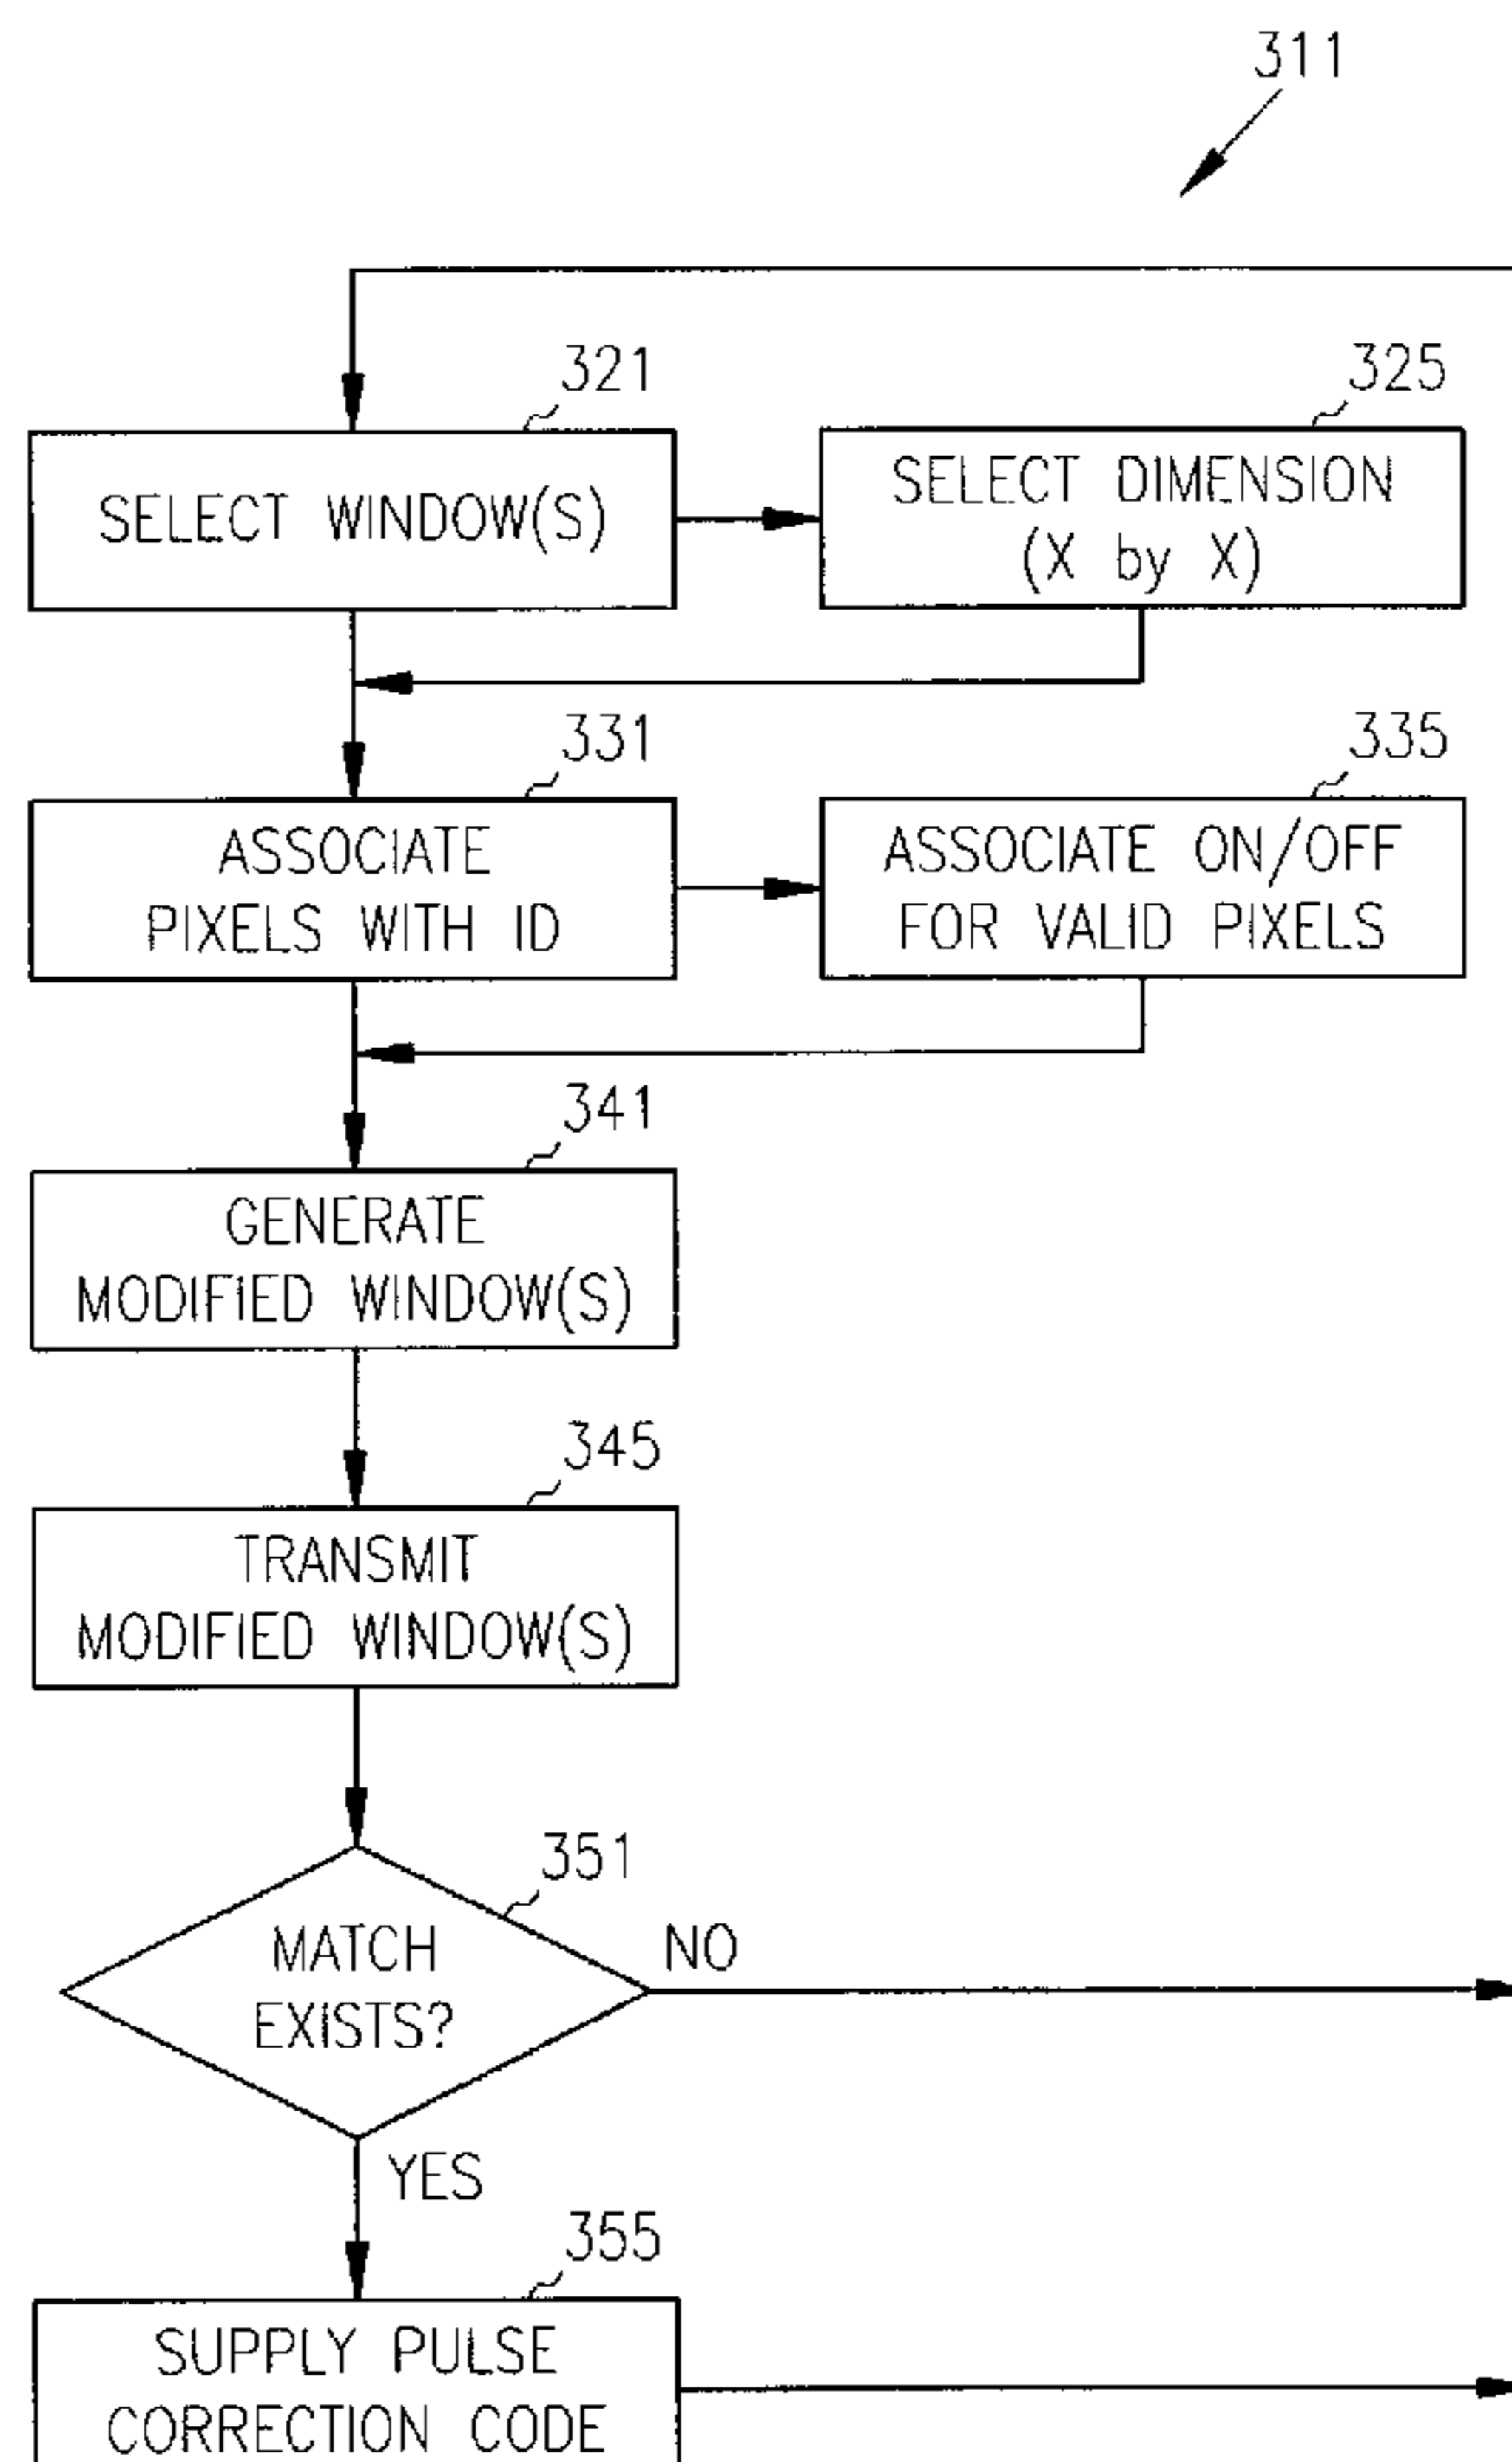 311
321
SELECT WINDOW(S)
325
SELECT DIMENSION
(X by X)
331
ASSOCIATE
PIXELS WITH ID
335
ASSOCIATE ON/OFF
FOR VALID PIXELS
341
GENERATE
MODIFIED WINDOW(S)
345
TRANSMIT
MODIFIED WINDOW(S)
351
MATCH
EXISTS?
NO
YES
355
SUPPLY PULSE
CORRECTION CODE